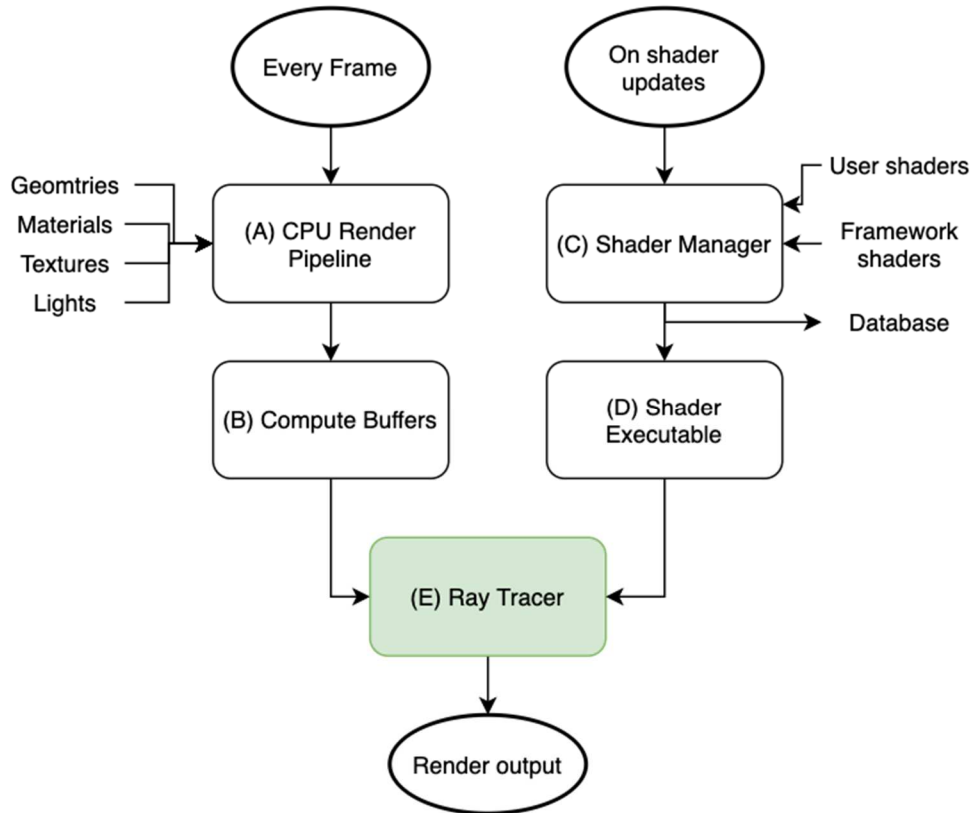 Every Frame
On shader
updates
Geomtries
Materials
Textures
Lights
(A) CPU Render
Pipeline
(C) Shader Manager
User shaders
Framework
shaders
Database
(B) Compute Buffers
(D) Shader
Executable
(E) Ray Tracer
Render output